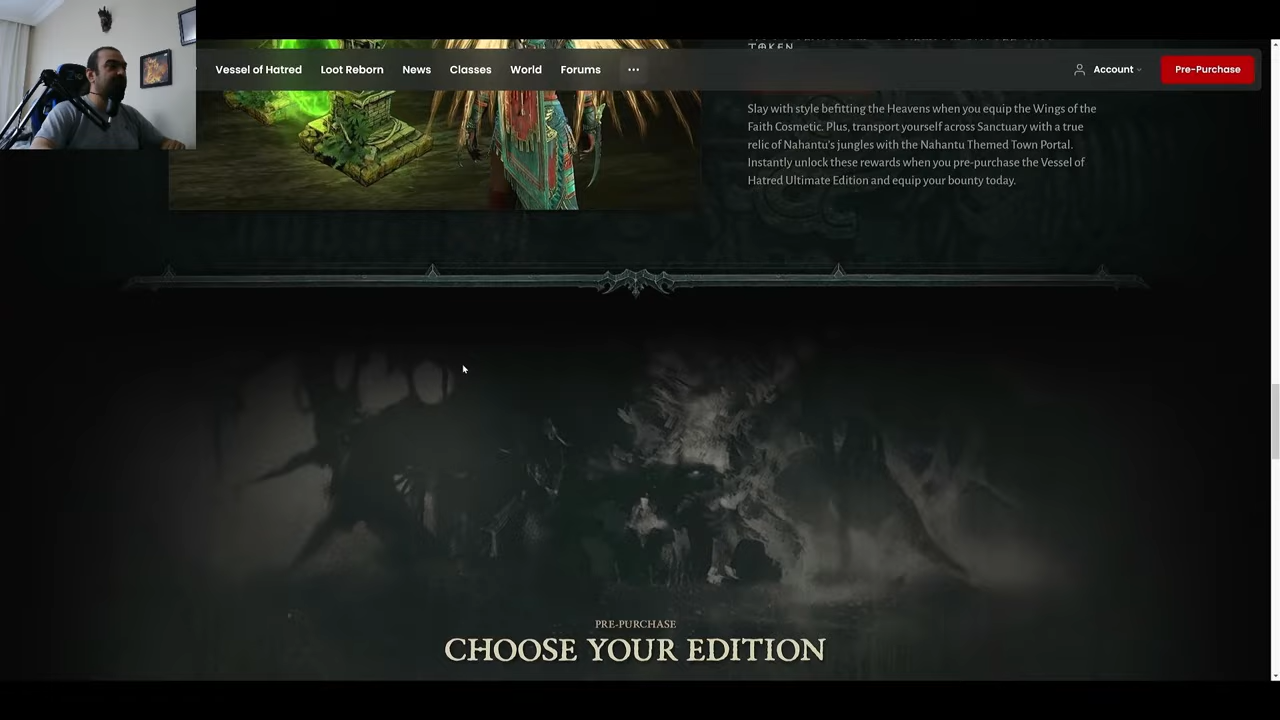 TOKEN
Vessel of Hatred Loot Reborn News Classes World Forums ... Account Pre-Purchase
Slay with style befitting the Heavens when you equip the Wings of the
Faith Cosmetic. Plus, transport yourself across Sanctuary with a true
relic of Nahantu's jungles with the Nahantu Themed Town Portal.
Instantly unlock these rewards when you pre-purchase the Vessel of
Hatred Ultimate Edition and equip your bounty today.
PRE-PURCHASE
CHOOSE YOUR EDITION